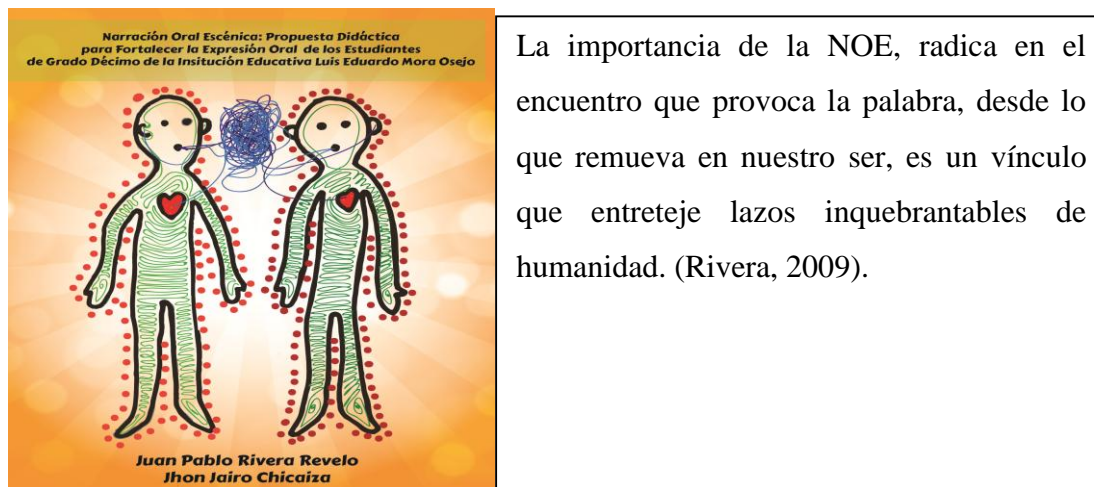 Narración Oral Escénica: Propuesta Didáctica
para Fortalecer la Expresión Oral de los Estudiantes
de Grado Décimo de la Insitución Educativa Luis Eduardo Mora Osejo
Juan Pablo Rivera Revelo
Jhon Jairo Chicaiza
La importancia de la NOE, radica en el
encuentro que provoca la palabra, desde lo
que remueva en nuestro ser, es un vínculo
que entreteje lazos inquebrantables de
humanidad. (Rivera, 2009).